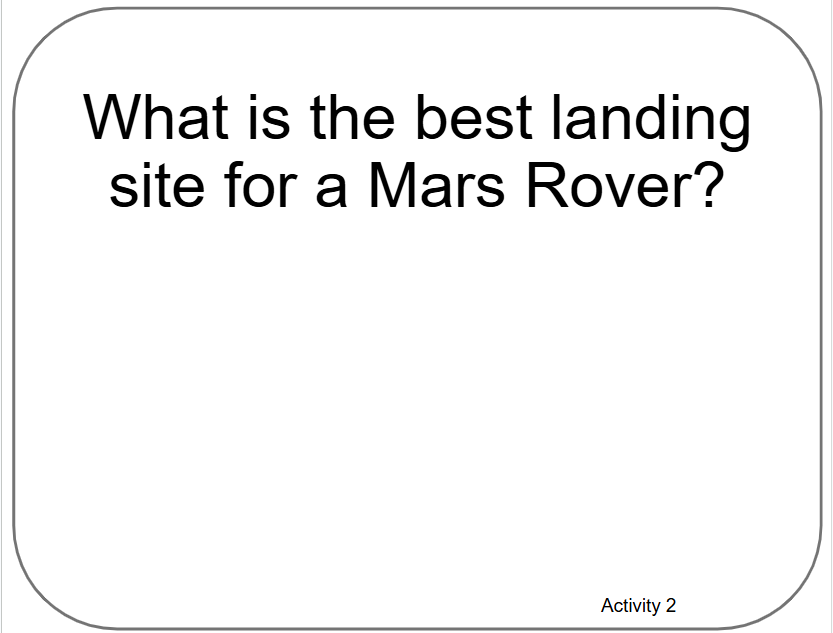 What is the best landing
site for a Mars Rover?
Activity 2